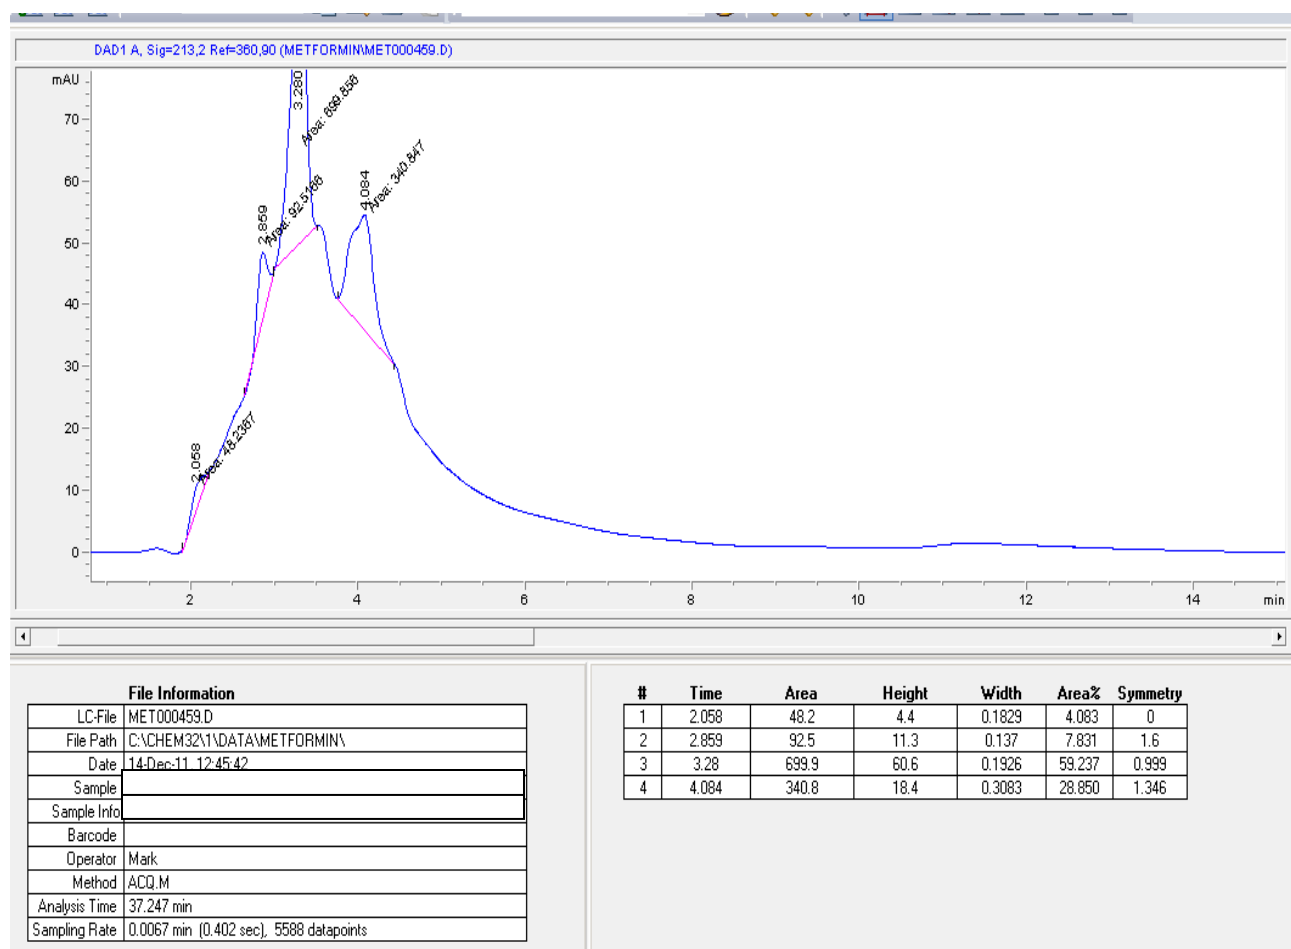 DAD1 A, Sig=213,2 Ref=360,90 (METFORMIN\MET000459.D)
mAU
70
60
50
40
30
20
10
0
2.058
Area: 48.2367
2.859
Area: 92.5166
3.280
Area: 699.856
4.084
Area: 340.847
2 4 6 8 10 12 14 min
File Information
LC-File MET000459.D
File Path C:\CHEM32\1\DATA\METFORMIN\
Date 14-Dec-11, 12:45:42
Sample
Sample Info
Barcode
Operator Mark
Method ACQ.M
Analysis Time 37.247 min
Sampling Rate 0.0067 min (0.402 sec), 5588 datapoints
# Time Area Height Width Area% Symmetry
1 2.058 48.2 4.4 0.1829 4.083 0
2 2.859 92.5 11.3 0.137 7.831 1.6
3 3.28 699.9 60.6 0.1926 59.237 0.999
4 4.084 340.8 18.4 0.3083 28.850 1.346